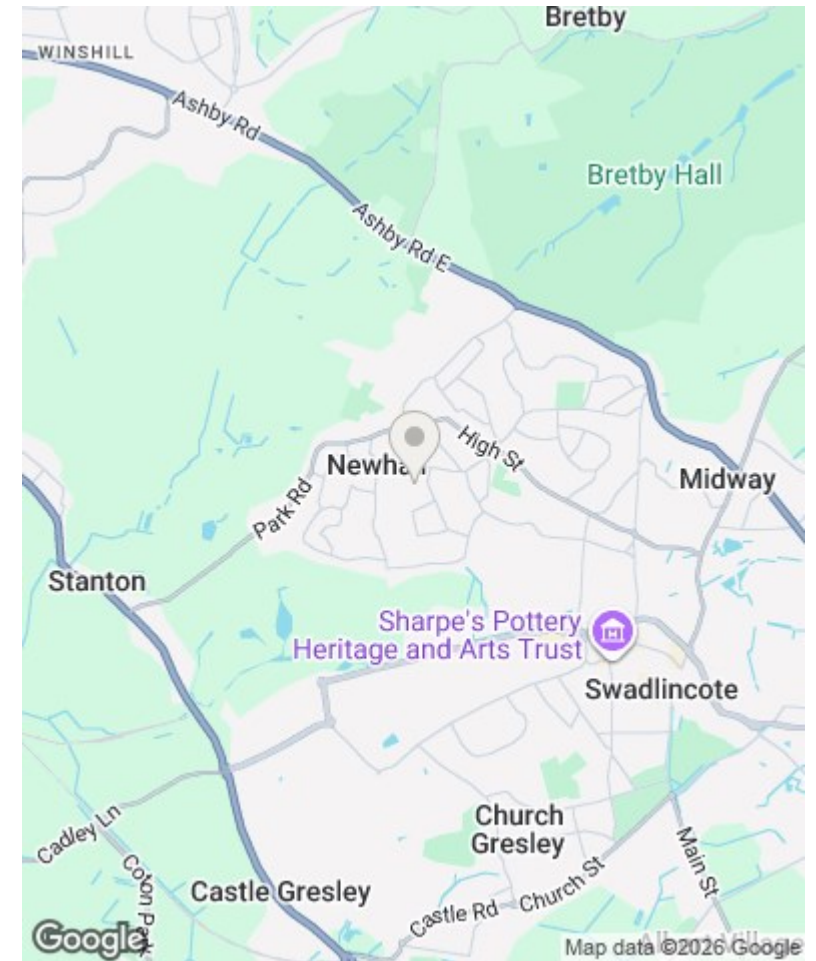 Bretby
WINSHILL
Ashby Rd
Bretby Hall
Ashby Rd E
High St
Midway
Park Rd
Stanton
Sharpe's Pottery
Heritage and Arts Trust
Swadlincote
Church
Gresley
Cadley Ln
Coton Park
Main St
Castle Gresley
Church St
Castle Rd
Google
Map data ©2026 Google